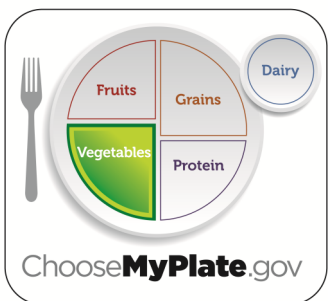 Fruits
Grains
Dairy
Vegetables
Protein
ChooseMyPlate.gov